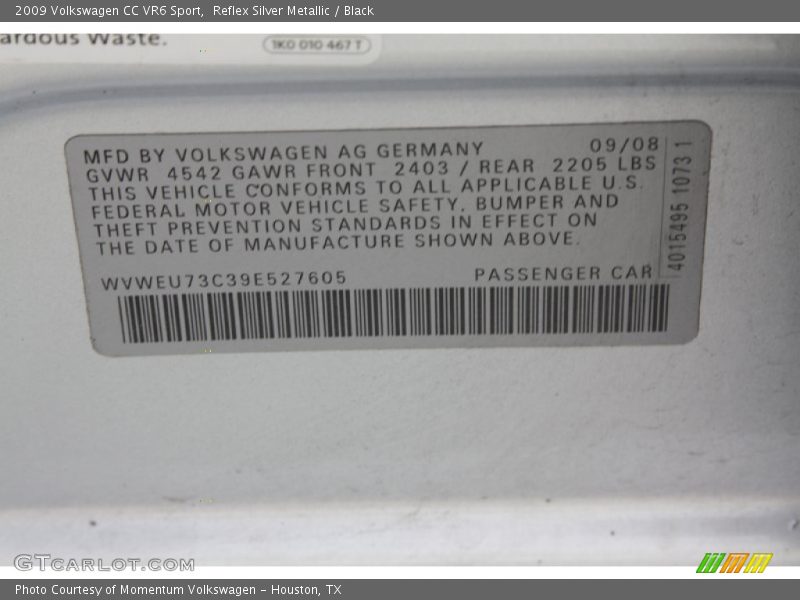 2009 Volkswagen CC VR6 Sport,  Reflex Silver Metallic / Black
ardous Waste.
1K0 010 467 T
MFD BY VOLKSWAGEN AG GERMANY 09/08
GVWR 4542 GAWR FRONT 2403 / REAR 2205 LBS
THIS VEHICLE CONFORMS TO ALL APPLICABLE U.S.
FEDERAL MOTOR VEHICLE SAFETY, BUMPER AND
THEFT PREVENTION STANDARDS IN EFFECT ON
THE DATE OF MANUFACTURE SHOWN ABOVE.
4015495 1073 1
WVWEU73C39E527605 PASSENGER CAR
GTCARLOT.COM
Photo Courtesy of Momentum Volkswagen - Houston, TX